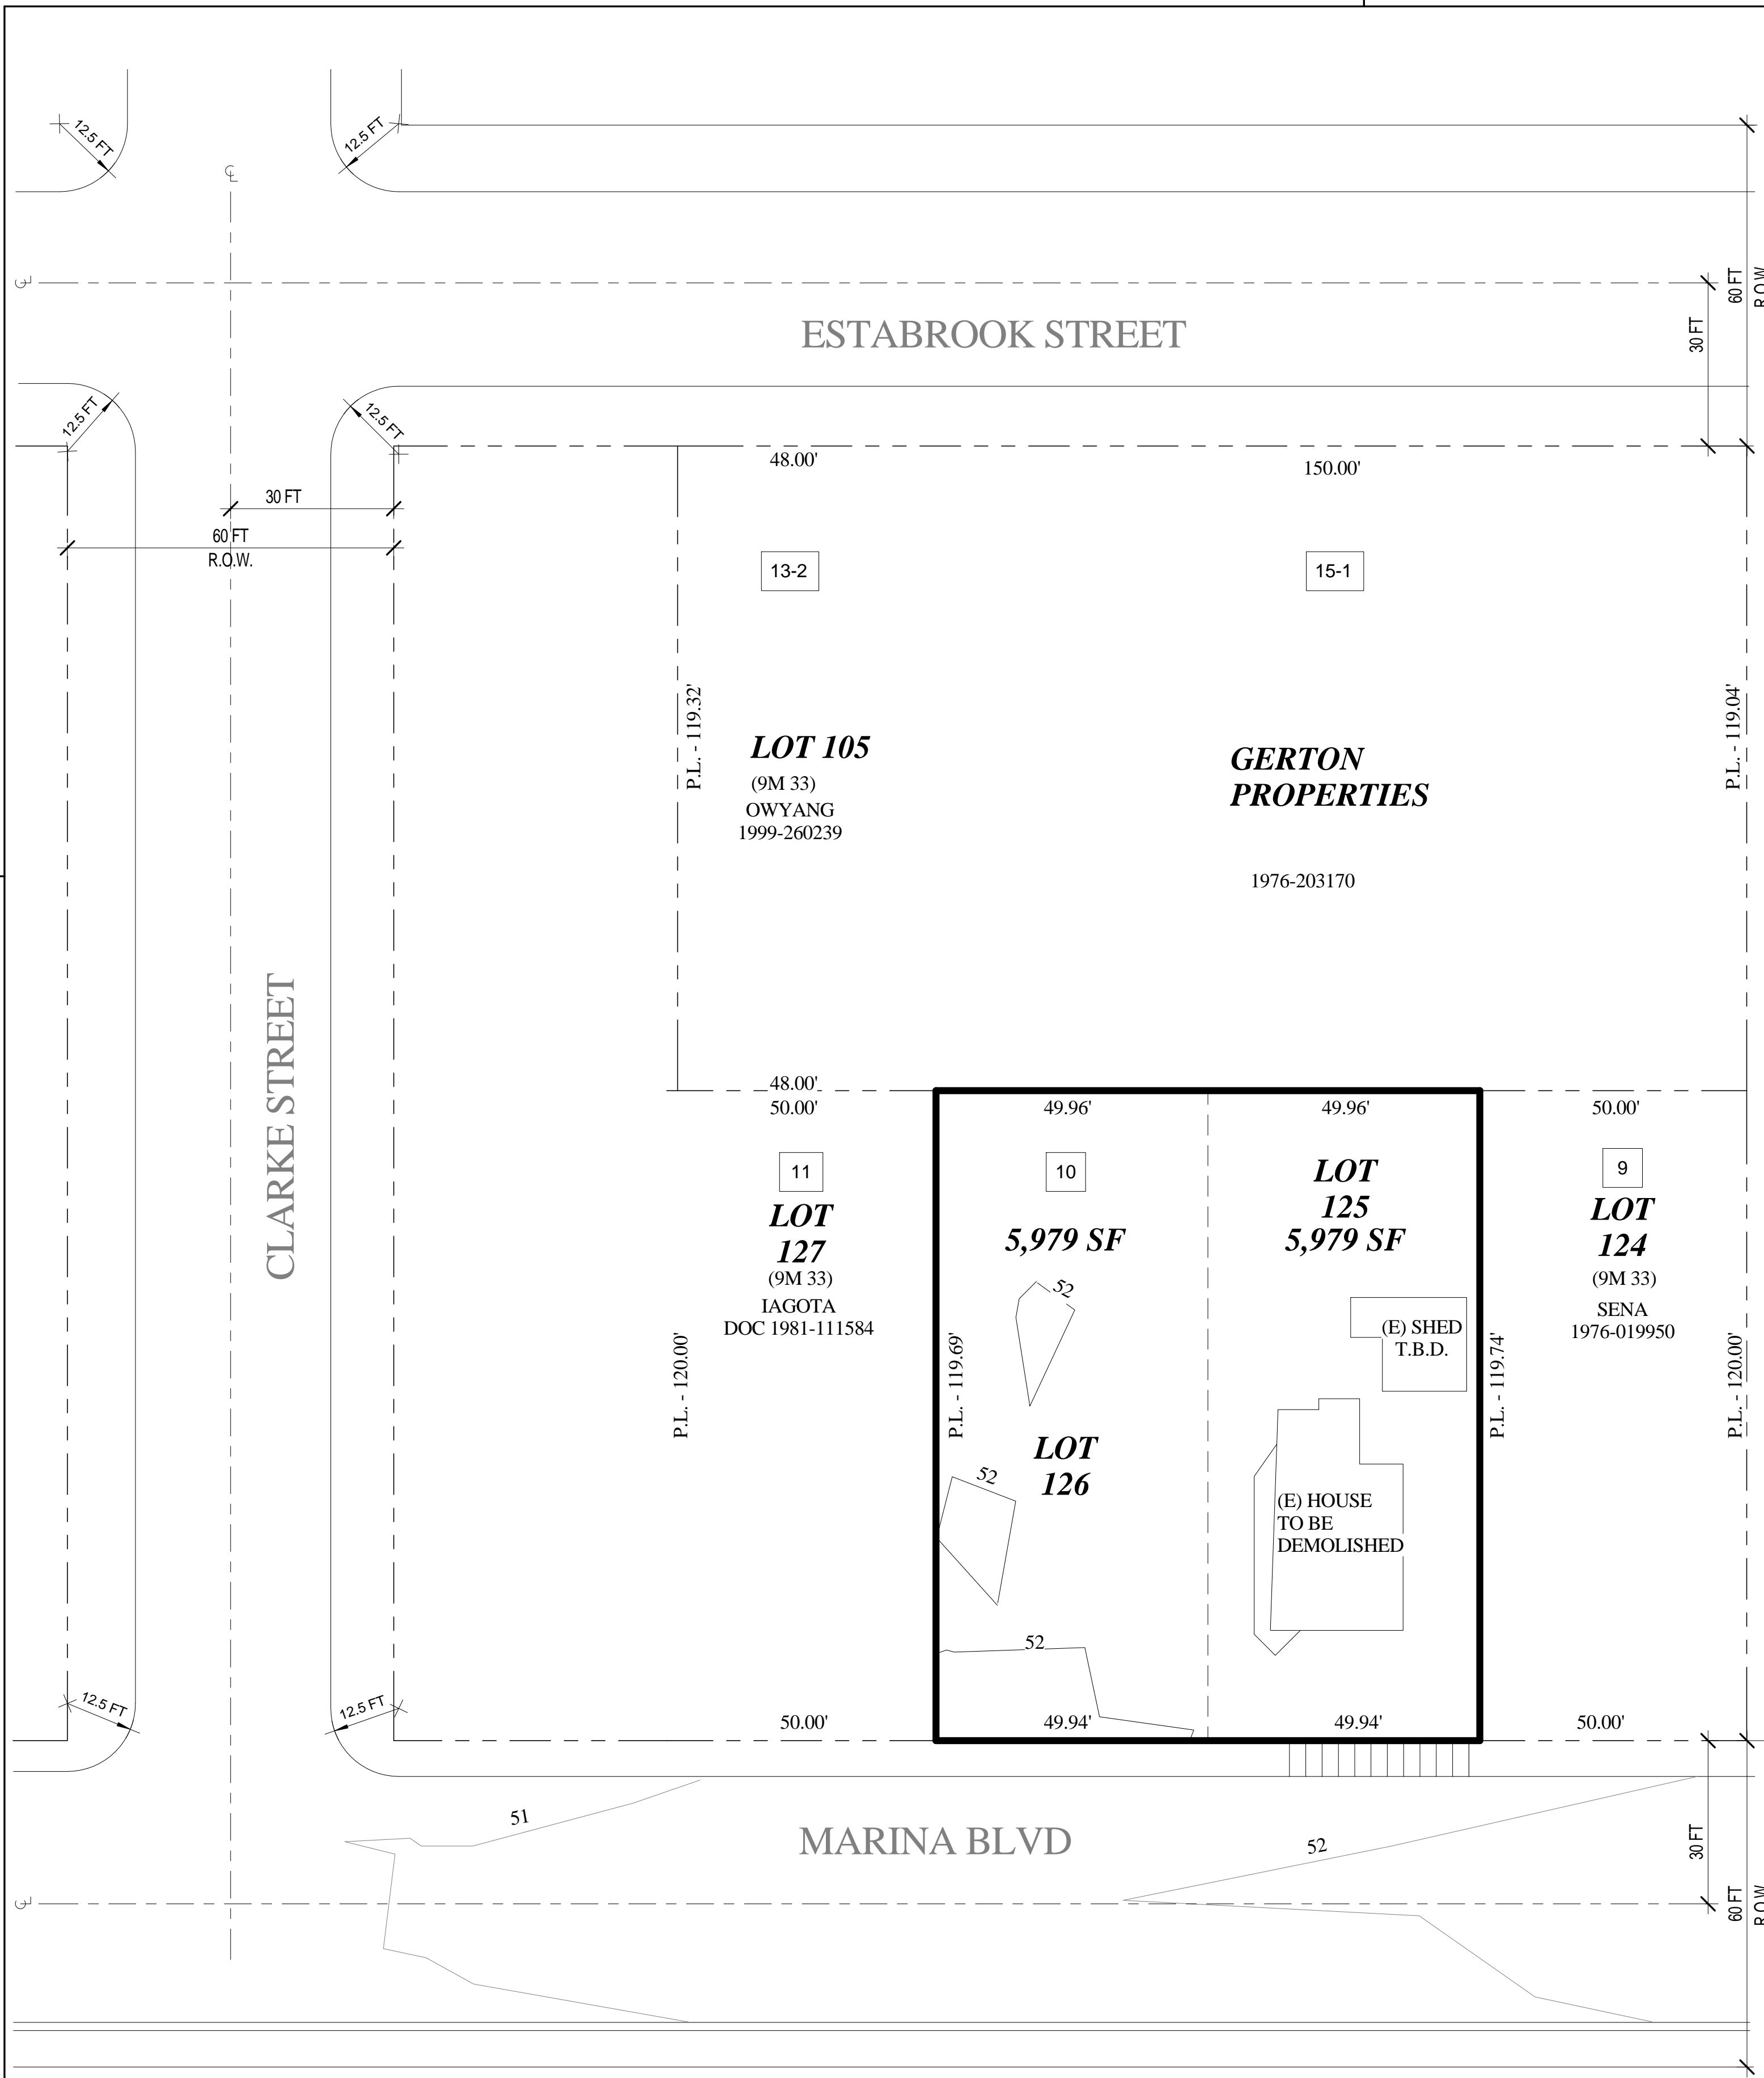 12.5 FT
12.5 FT
℄
℄
60 FT
R.O.W.
30 FT
ESTABROOK STREET
12.5 FT
12.5 FT
48.00'
150.00'
30 FT
60 FT
R.O.W.
13-2
15-1
P.L. - 119.32'
P.L. - 119.04'
LOT 105
(9M 33)
OWYANG
1999-260239
GERTON
PROPERTIES
1976-203170
CLARKE STREET
48.00'
50.00'
49.96'
49.96'
50.00'
11
LOT
127
(9M 33)
IAGOTA
DOC 1981-111584
10
5,979 SF
LOT
125
5,979 SF
9
LOT
124
(9M 33)
SENA
1976-019950
52
(E) SHED
T.B.D.
P.L. - 120.00'
P.L. - 119.69'
P.L. - 119.74'
P.L. - 120.00'
LOT
126
52
(E) HOUSE
TO BE
DEMOLISHED
52
12.5 FT
12.5 FT
50.00'
49.94'
49.94'
50.00'
51
MARINA BLVD
52
30 FT
℄
60 FT
R.O.W.